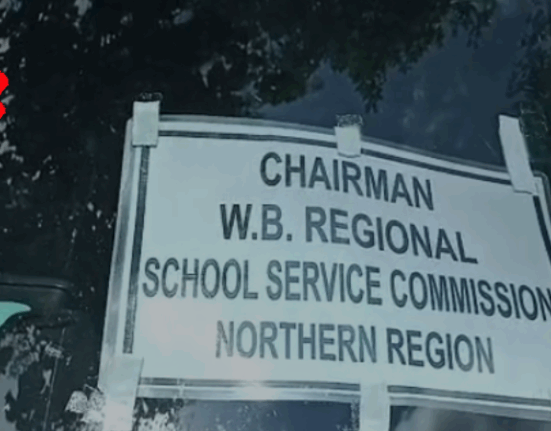 CHAIRMAN
W.B. REGIONAL
SCHOOL SERVICE COMMISSION
NORTHERN REGION